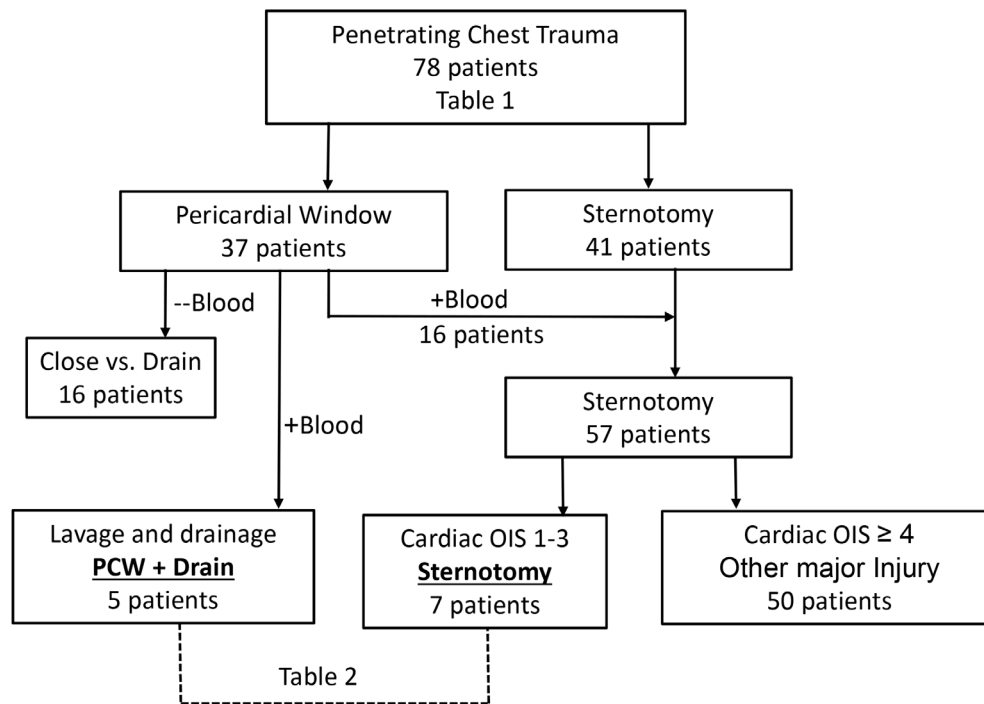 Penetrating Chest Trauma
78 patients
Table 1
Pericardial Window
37 patients
Sternotomy
41 patients
--Blood
+Blood
16 patients
Close vs. Drain
16 patients
+Blood
Sternotomy
57 patients
Lavage and drainage
PCW + Drain
5 patients
Cardiac OIS 1-3
Sternotomy
7 patients
Cardiac OIS ≥ 4
Other major Injury
50 patients
Table 2